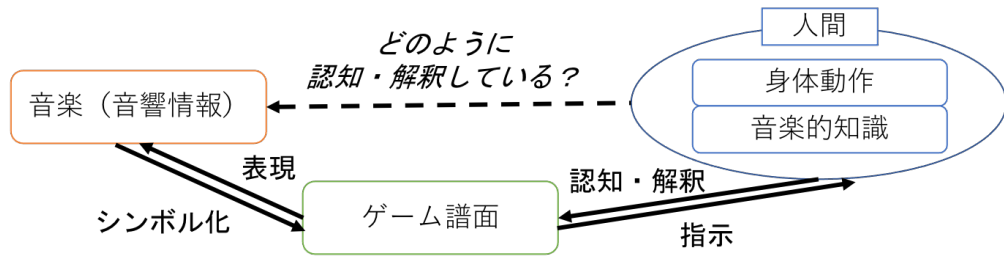 どのように
認知・解釈している？
人間
身体動作
音楽的知識
音楽（音響情報）
表現
シンボル化
ゲーム譜面
認知・解釈
指示